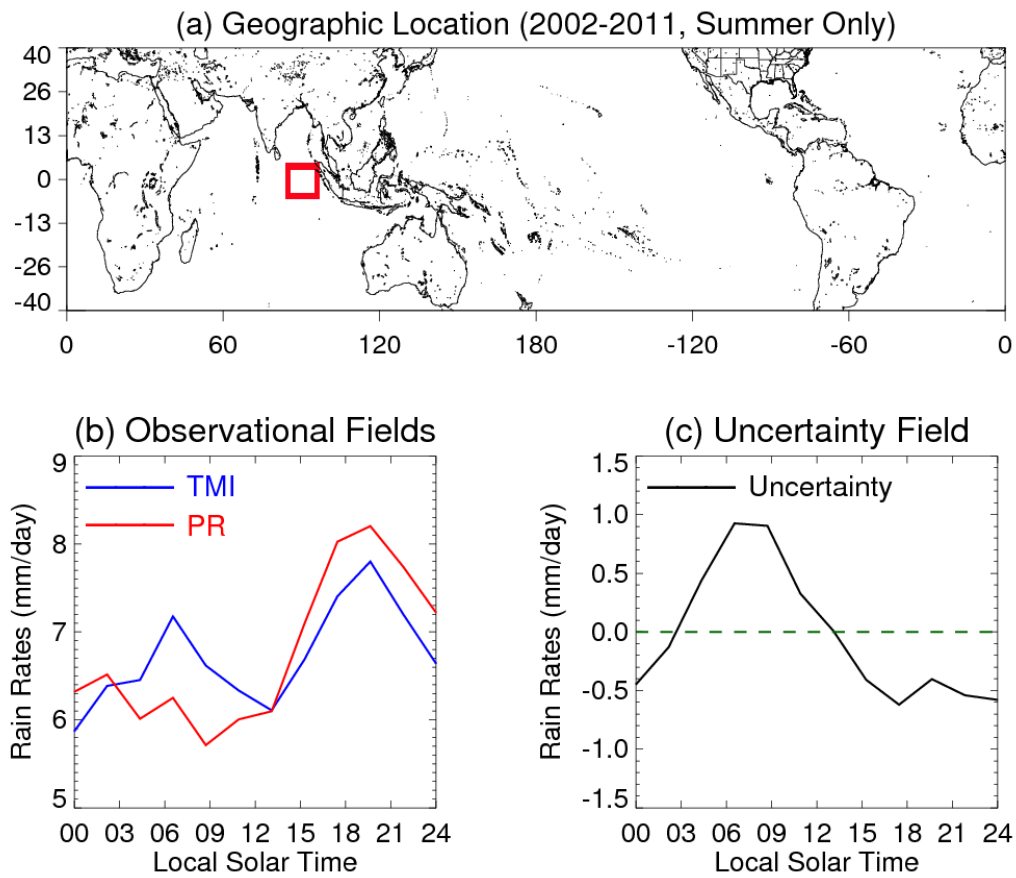 (a) Geographic Location (2002-2011, Summer Only)
40
26
13
0
-13
-26
-40
0 60 120 180 -120 -60 0
(b) Observational Fields
9
8
7
6
5
Rain Rates (mm/day)
TMI
PR
00 03 06 09 12 15 18 21 24
Local Solar Time
(c) Uncertainty Field
1.5
1.0
0.5
0.0
-0.5
-1.0
-1.5
Rain Rates (mm/day)
Uncertainty
00 03 06 09 12 15 18 21 24
Local Solar Time